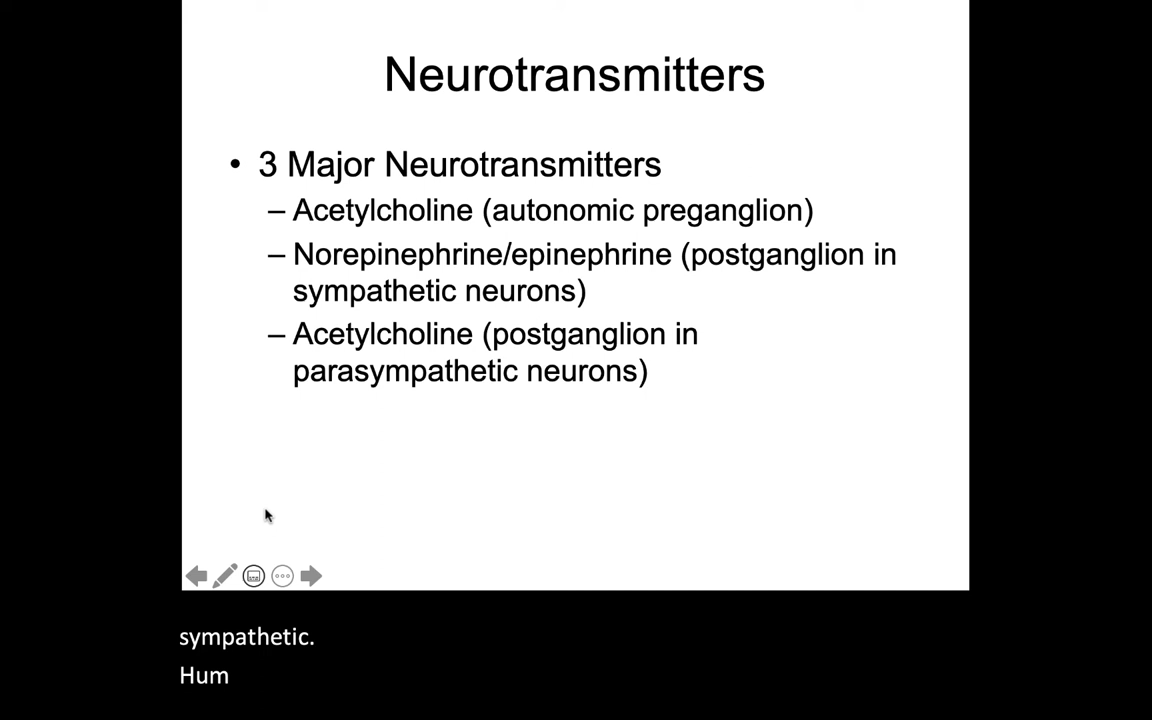 Neurotransmitters
• 3 Major Neurotransmitters
– Acetylcholine (autonomic preganglion)
– Norepinephrine/epinephrine (postganglion in
sympathetic neurons)
– Acetylcholine (postganglion in
parasympathetic neurons)
sympathetic.
Hum